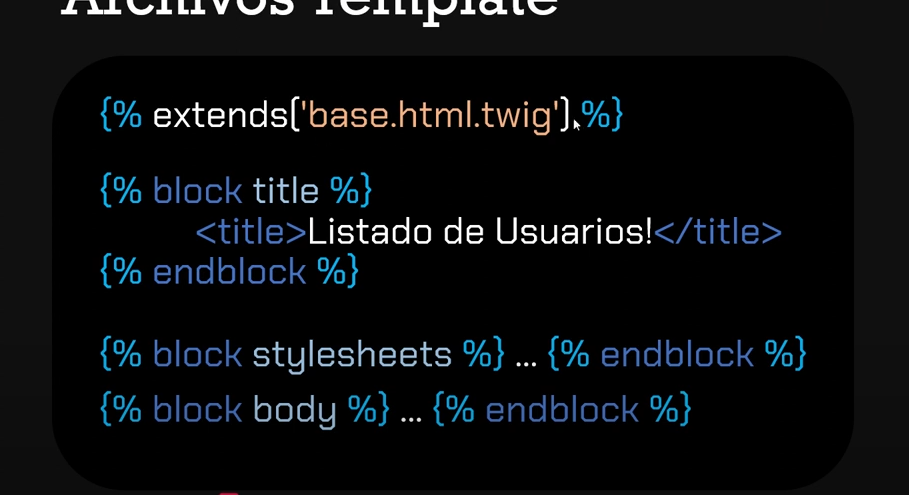 Archivos Template
{% extends('base.html.twig') %}
{% block title %}
<title>Listado de Usuarios!</title>
{% endblock %}
{% block stylesheets %} ... {% endblock %}
{% block body %} ... {% endblock %}